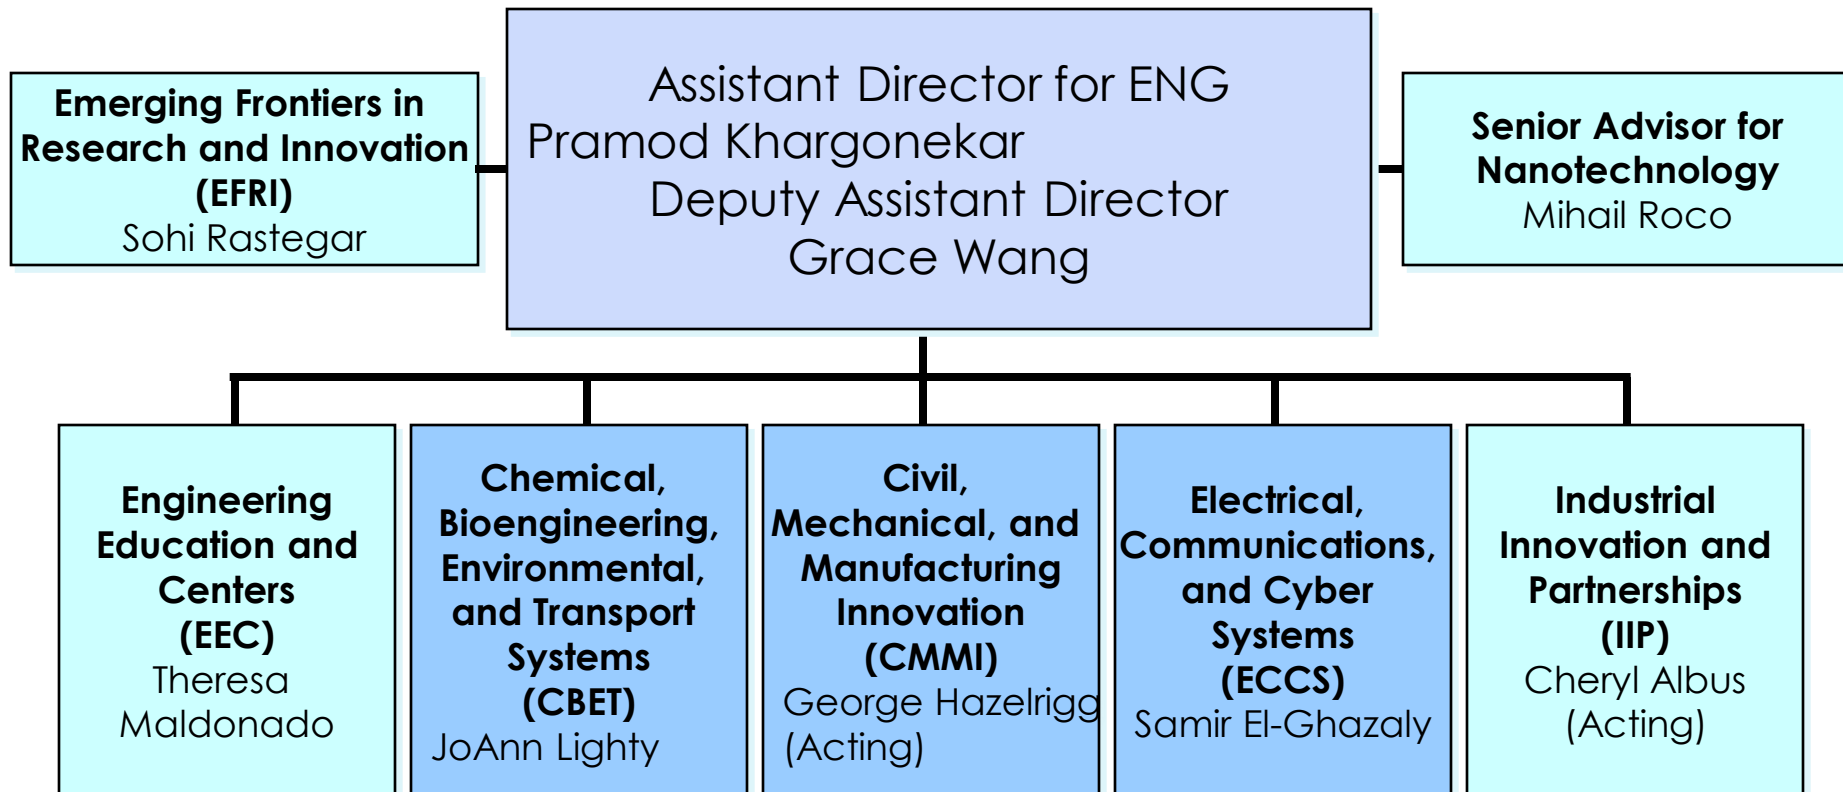 Emerging Frontiers in
Research and Innovation
(EFRI)
Sohi Rastegar
Assistant Director for ENG
Pramod Khargonekar
Deputy Assistant Director
Grace Wang
Senior Advisor for
Nanotechnology
Mihail Roco
Engineering
Education and
Centers
(EEC)
Theresa
Maldonado
Chemical,
Bioengineering,
Environmental,
and Transport
Systems
(CBET)
JoAnn Lighty
Civil,
Mechanical, and
Manufacturing
Innovation
(CMMI)
George Hazelrigg
(Acting)
Electrical,
Communications,
and Cyber
Systems
(ECCS)
Samir El-Ghazaly
Industrial
Innovation and
Partnerships
(IIP)
Cheryl Albus
(Acting)